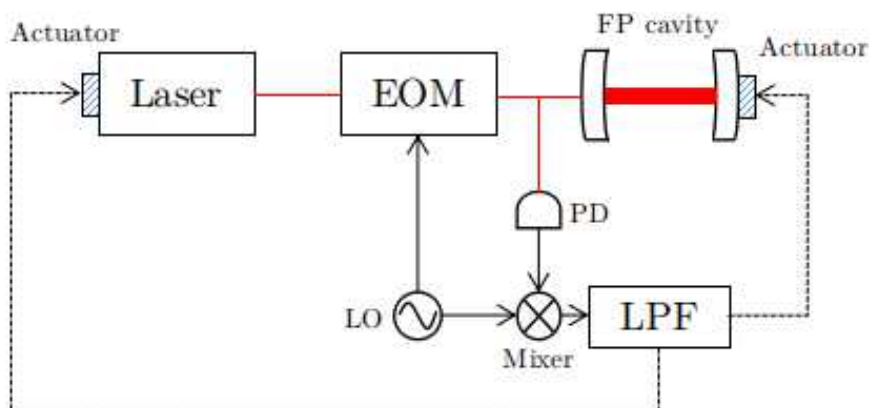 FP cavity
Actuator
Actuator
Laser
EOM
PD
LO
LPF
Mixer